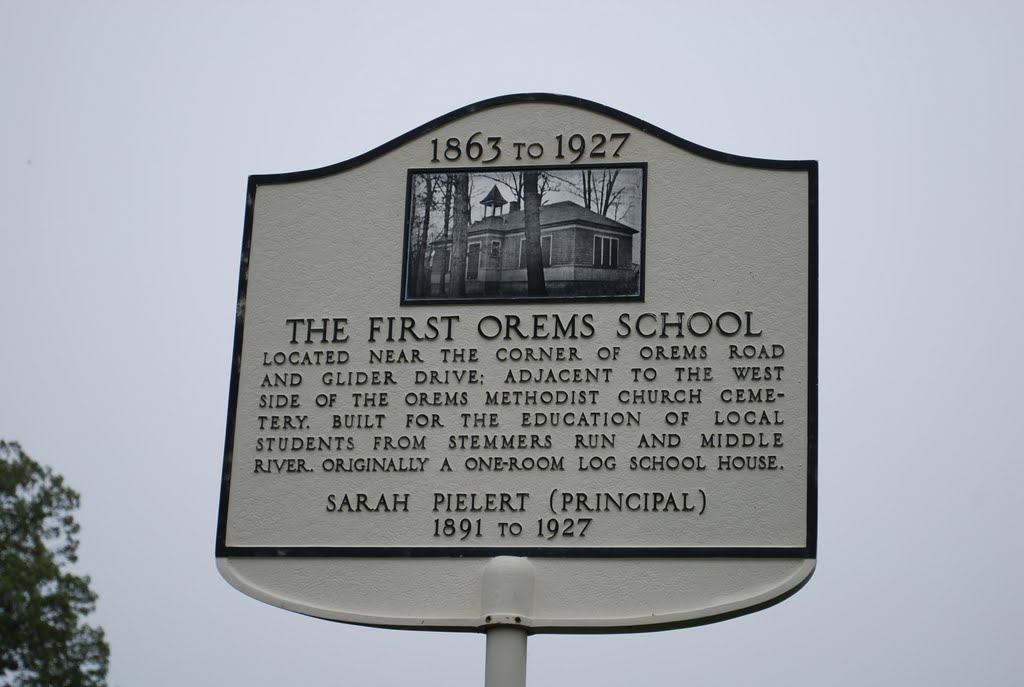 1863 TO 1927
THE FIRST OREMS SCHOOL
LOCATED NEAR THE CORNER OF OREMS ROAD
AND GLIDER DRIVE; ADJACENT TO THE WEST
SIDE OF THE OREMS METHODIST CHURCH CEME-
TERY. BUILT FOR THE EDUCATION OF LOCAL
STUDENTS FROM STEMMERS RUN AND MIDDLE
RIVER. ORIGINALLY A ONE-ROOM LOG SCHOOL HOUSE.
SARAH PIELERT (PRINCIPAL)
1891 TO 1927